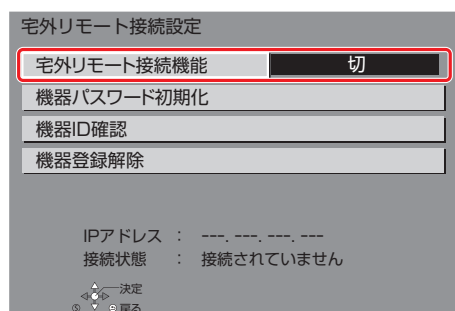 宅外リモート接続設定
宅外リモート接続機能 切
機器パスワード初期化
機器ID確認
機器登録解除
IPアドレス : ---. ---. ---. ---
接続状態 : 接続されていません
決定
S 戻る